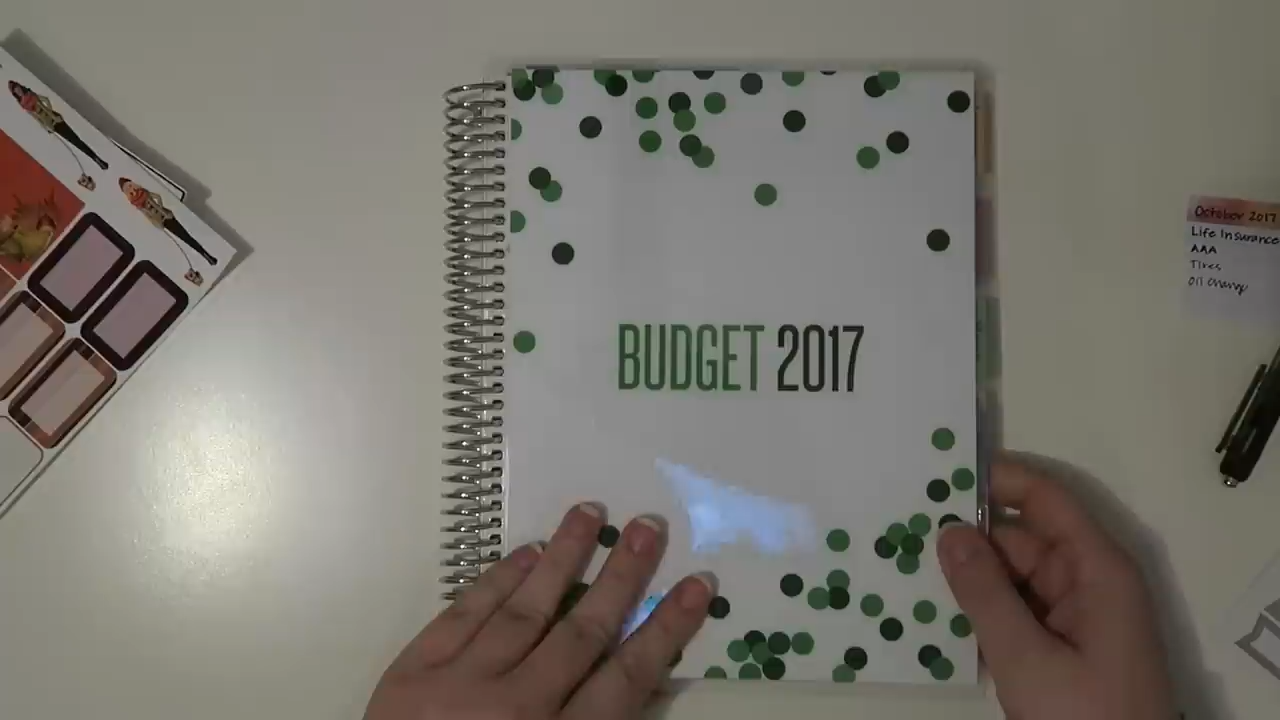 BUDGET 2017
October 2017
Life Insurance
AAA
Tires
Oil Change